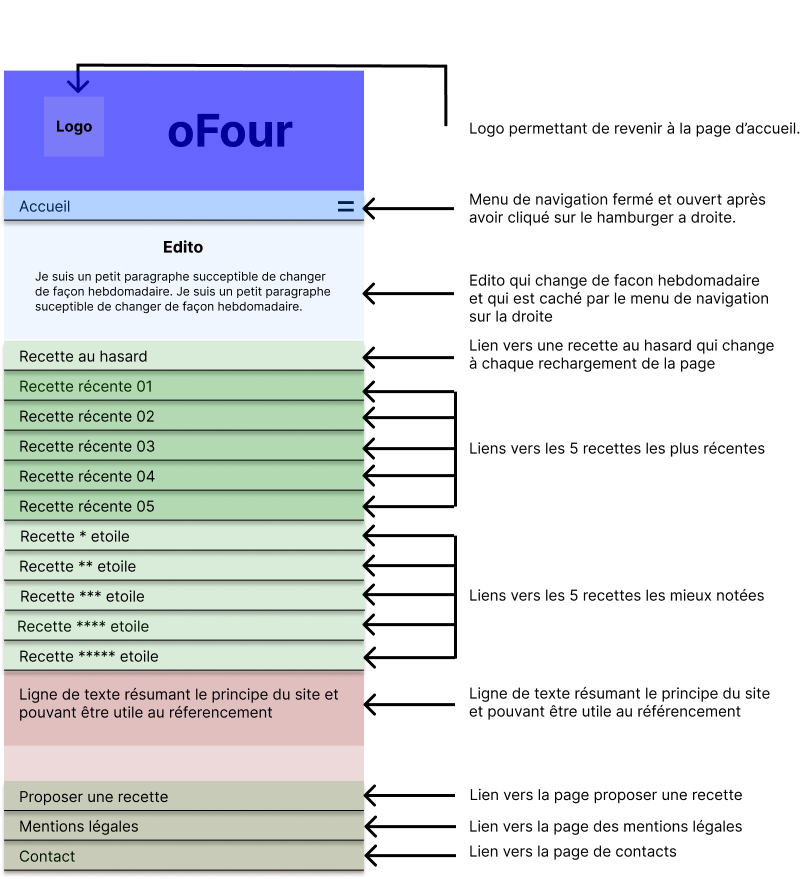 Logo
oFour
Logo permettant de revenir à la page d’accueil.
Accueil
Menu de navigation fermé et ouvert après
avoir cliqué sur le hamburger a droite.
Edito
Je suis un petit paragraphe succeptible de changer
de façon hebdomadaire. Je suis un petit paragraphe
suceptible de changer de façon hebdomadaire.
Edito qui change de facon hebdomadaire
et qui est caché par le menu de navigation
sur la droite
Recette au hasard
Lien vers une recette au hasard qui change
à chaque rechargement de la page
Recette récente 01
Recette récente 02
Recette récente 03
Recette récente 04
Recette récente 05
Liens vers les 5 recettes les plus récentes
Recette * etoile
Recette ** etoile
Recette *** etoile
Recette **** etoile
Recette ***** etoile
Liens vers les 5 recettes les mieux notées
Ligne de texte résumant le principe du site et
pouvant être utile au réferencement
Ligne de texte résumant le principe du site
et pouvant être utile au référencement
Proposer une recette
Lien vers la page proposer une recette
Mentions légales
Lien vers la page des mentions légales
Contact
Lien vers la page de contacts